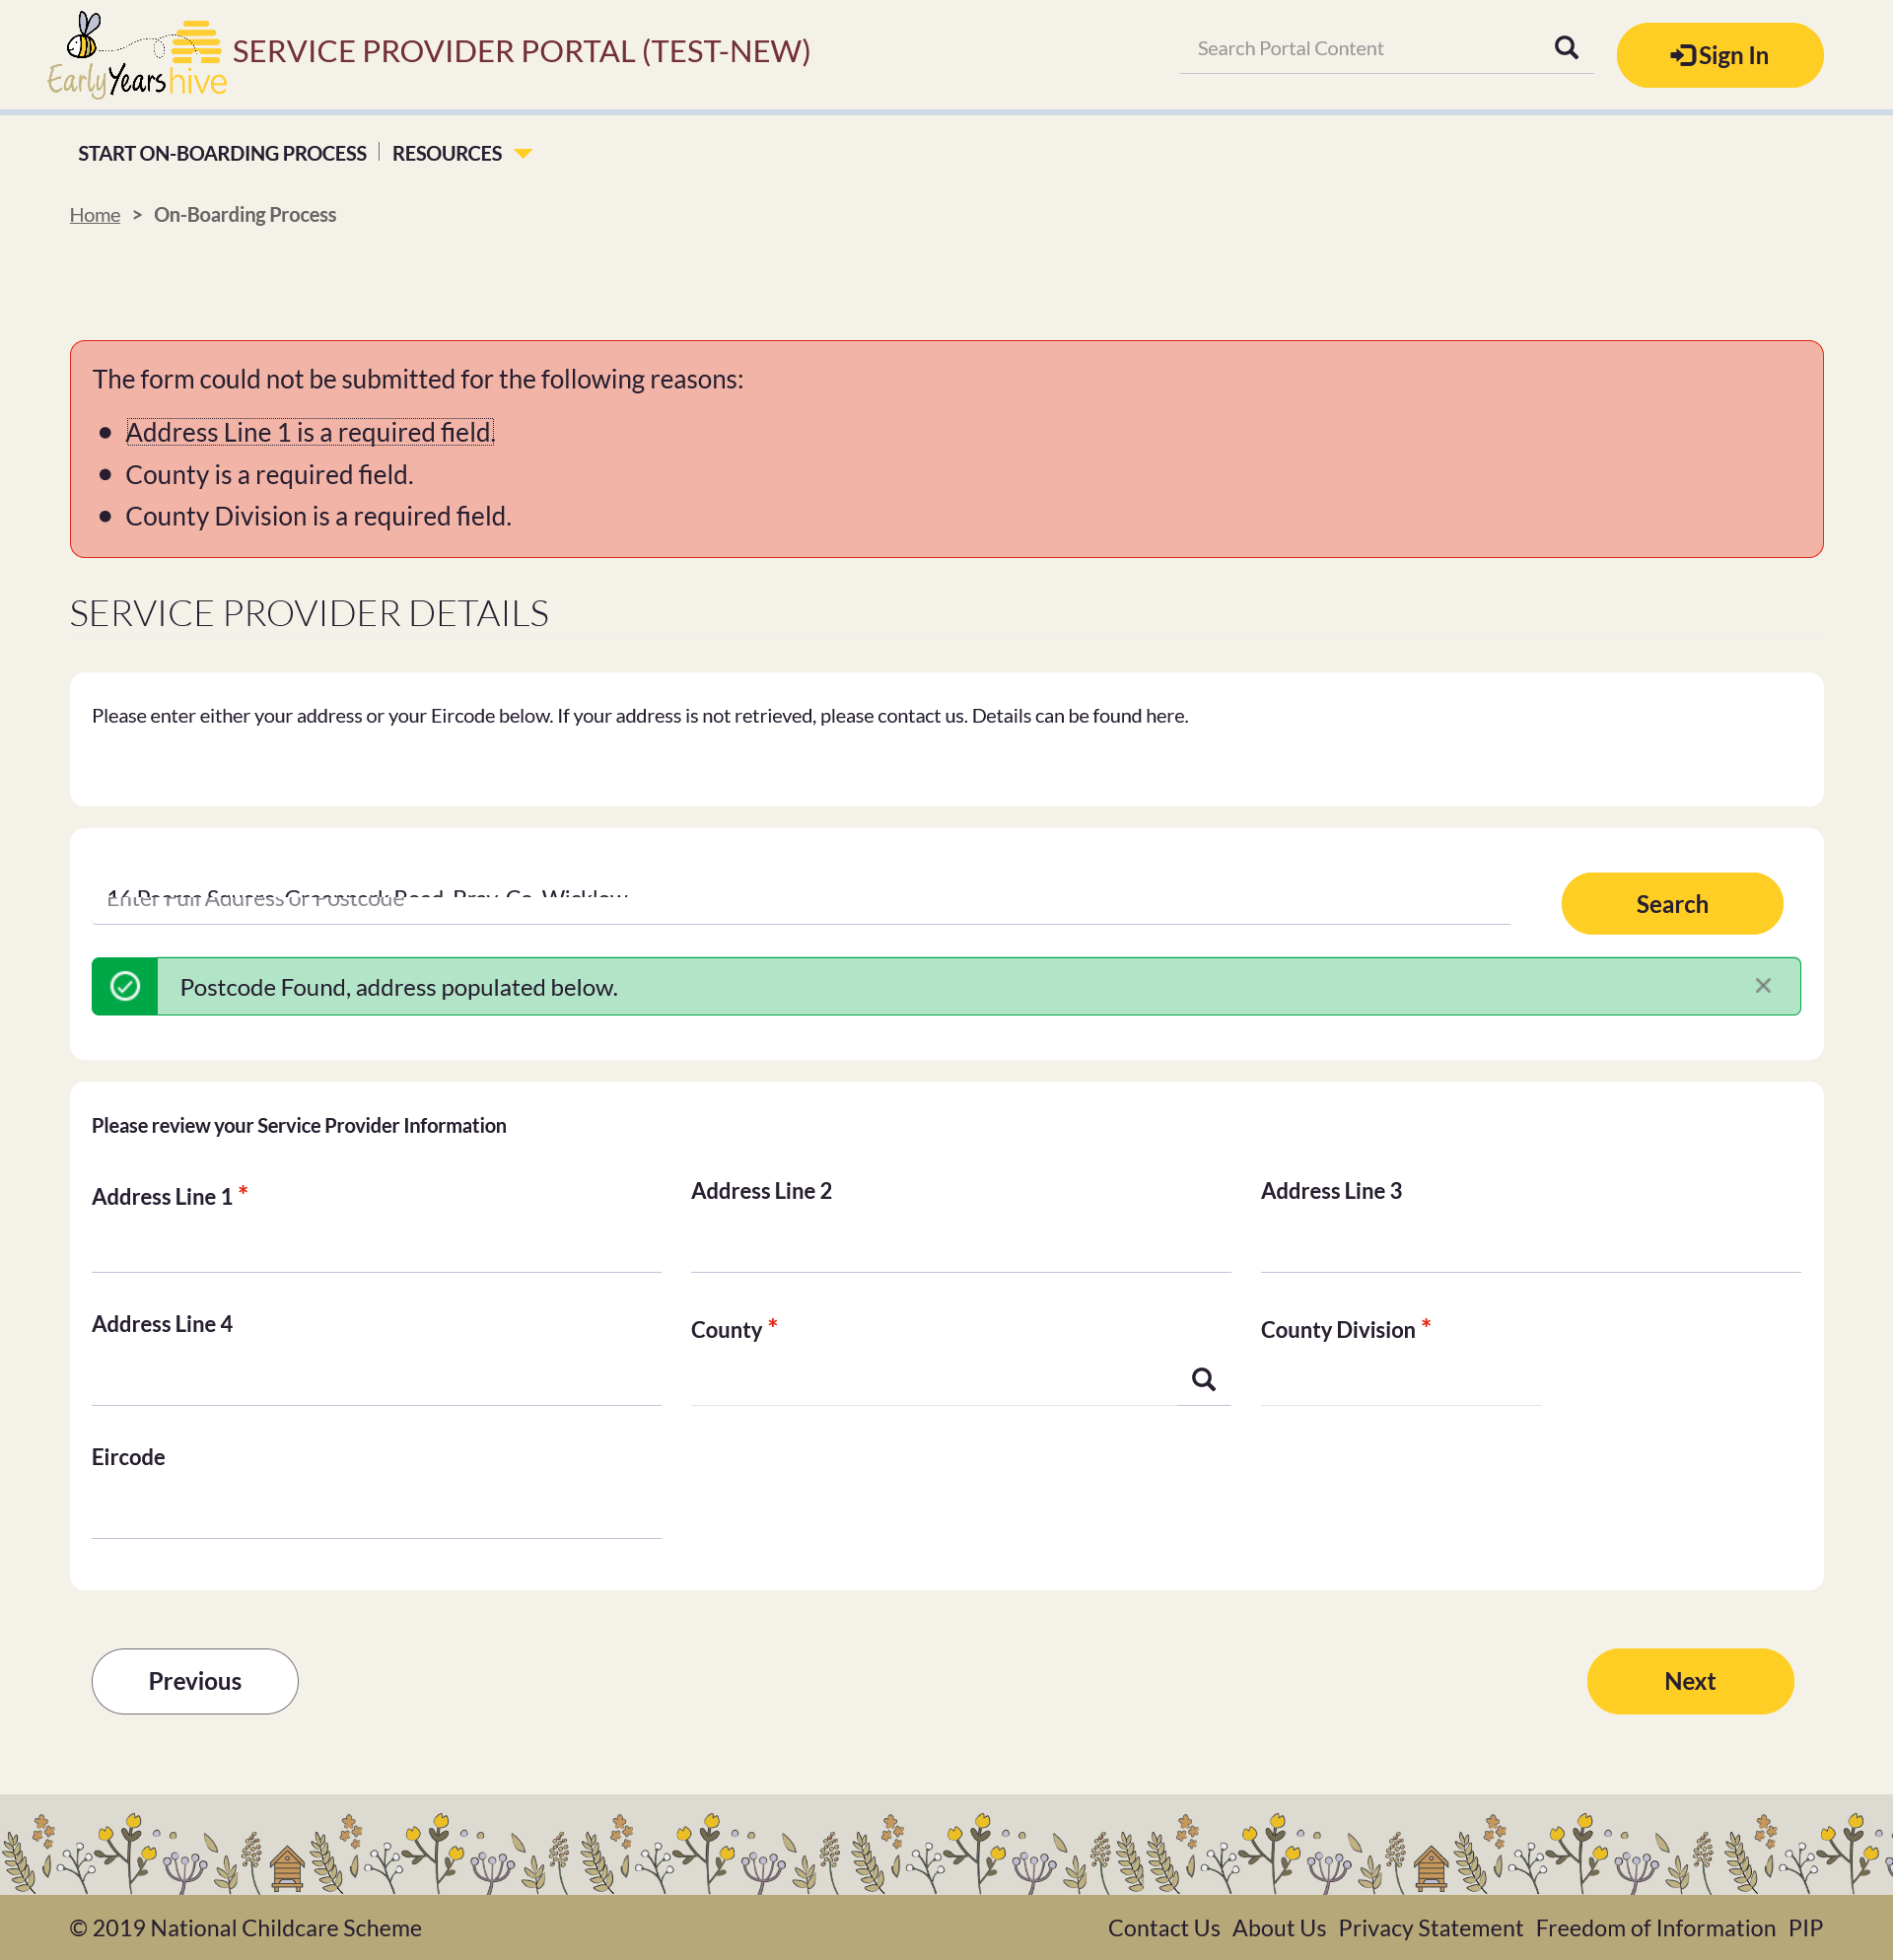 Early Years hive SERVICE PROVIDER PORTAL (TEST-NEW)
Search Portal Content
Sign In
START ON-BOARDING PROCESS | RESOURCES
Home > On-Boarding Process
The form could not be submitted for the following reasons:
Address Line 1 is a required field.
County is a required field.
County Division is a required field.
SERVICE PROVIDER DETAILS
Please enter either your address or your Eircode below. If your address is not retrieved, please contact us. Details can be found here.
Enter Full Address or Postcode
Search
Postcode Found, address populated below.
Please review your Service Provider Information
Address Line 1 * Address Line 2 Address Line 3
Address Line 4 County * County Division *
Eircode
Previous Next
© 2019 National Childcare Scheme Contact Us About Us Privacy Statement Freedom of Information PIP